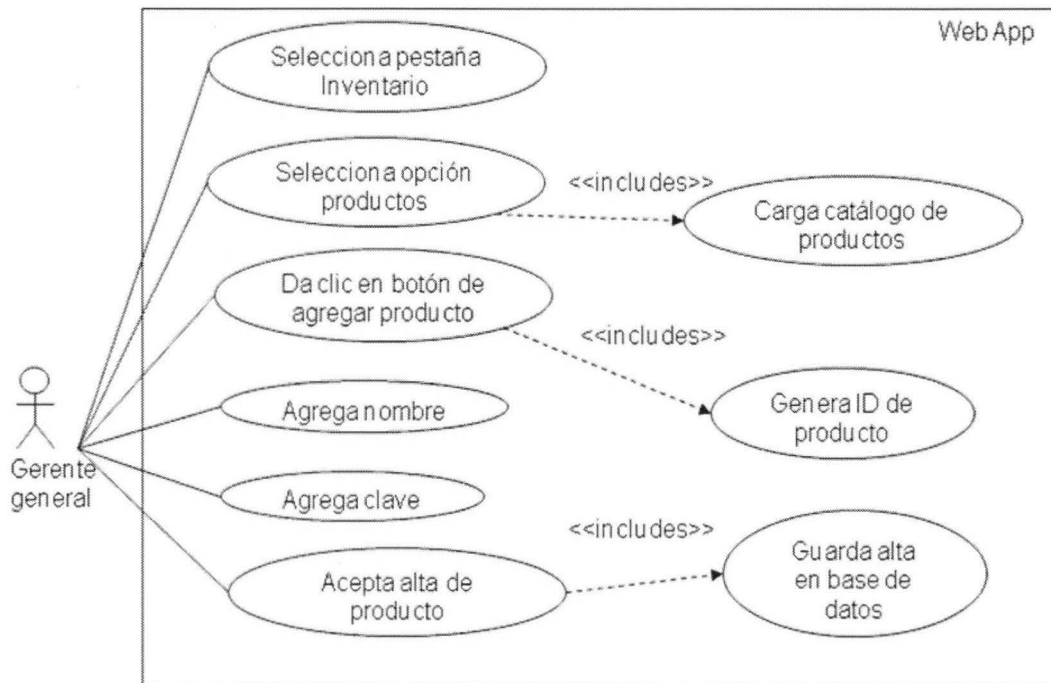 Web App
Selecciona pestaña
Inventario
Selecciona opción
productos
<<includes>>
Carga catálogo de
productos
Da clic en botón de
agregar producto
<<includes>>
Genera ID de
producto
Agrega nombre
Gerente
general
Agrega clave
<<includes>>
Acepta alta de
producto
Guarda alta
en base de
datos